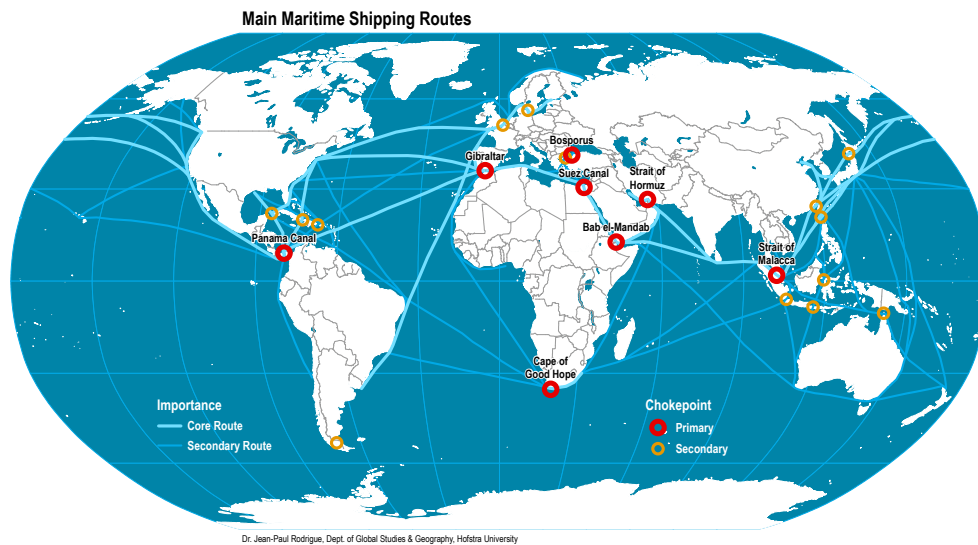 Main Maritime Shipping Routes
Bosporus
Gibraltar
Suez Canal
Strait of
Hormuz
Bab el-Mandab
Panama Canal
Strait of
Malacca
Cape of
Good Hope
Importance
Core Route
Secondary Route
Chokepoint
Primary
Secondary
Dr. Jean-Paul Rodrigue, Dept. of Global Studies & Geography, Hofstra University